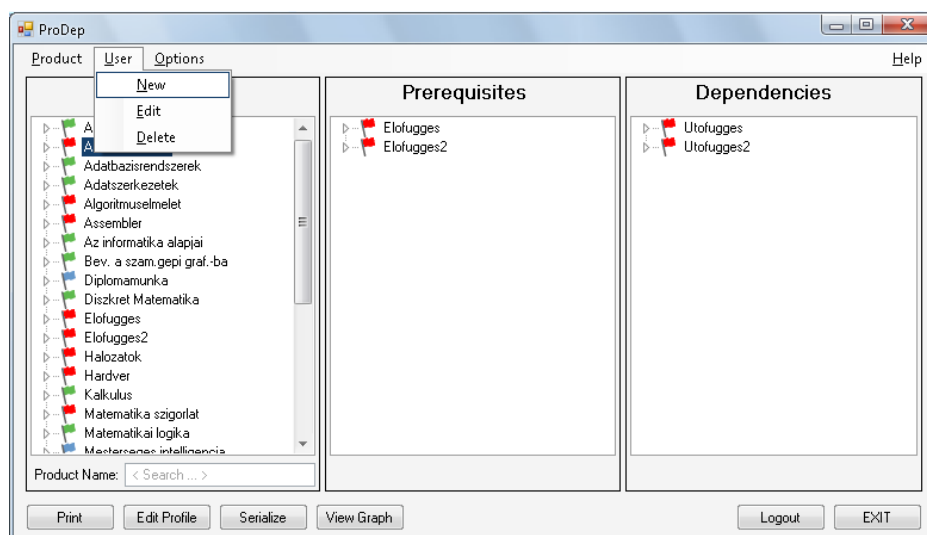 ProDep
Product User Options Help
New
Edit
Delete
Prerequisites
Dependencies
A
A
Adatbazisrendszerek
Adatszerkezetek
Algoritmuselmelet
Assembler
Az informatika alapjai
Bev. a szam.gepi graf.-ba
Diplomamunka
Diszkret Matematika
Elofugges
Elofugges2
Halozatok
Hardver
Kalkulus
Matematika szigorlat
Matematikai logika
Mesterseges intelligencia
Elofugges
Elofugges2
Utofugges
Utofugges2
Product Name: < Search ... >
Print Edit Profile Serialize View Graph Logout EXIT